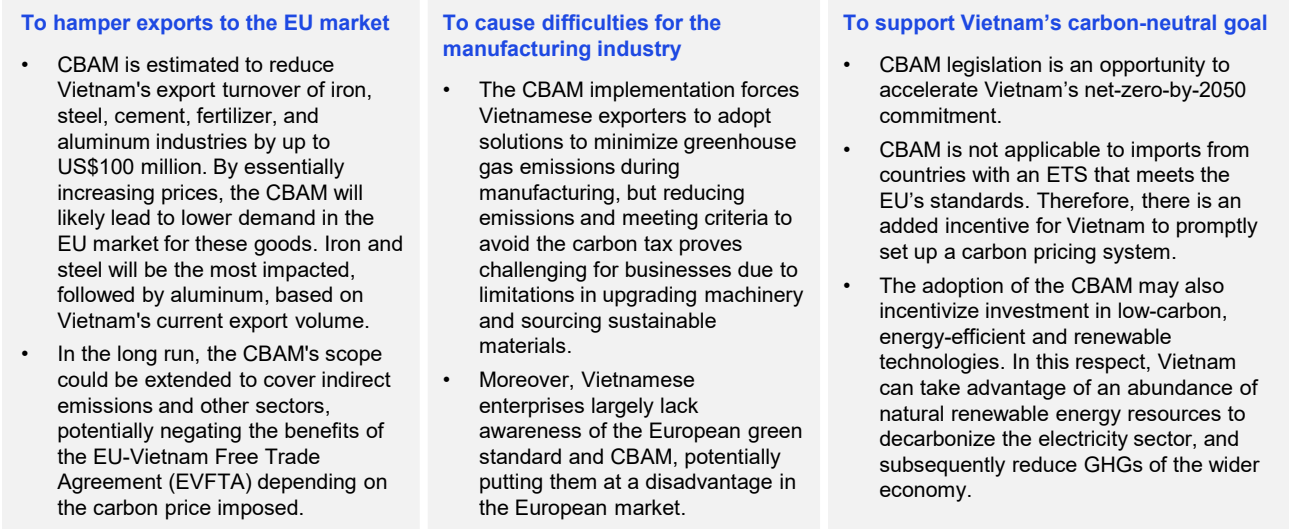 To hamper exports to the EU market
• CBAM is estimated to reduce
Vietnam's export turnover of iron,
steel, cement, fertilizer, and
aluminum industries by up to
US$100 million. By essentially
increasing prices, the CBAM will
likely lead to lower demand in the
EU market for these goods. Iron and
steel will be the most impacted,
followed by aluminum, based on
Vietnam's current export volume.
• In the long run, the CBAM's scope
could be extended to cover indirect
emissions and other sectors,
potentially negating the benefits of
the EU-Vietnam Free Trade
Agreement (EVFTA) depending on
the carbon price imposed.
To cause difficulties for the
manufacturing industry
• The CBAM implementation forces
Vietnamese exporters to adopt
solutions to minimize greenhouse
gas emissions during
manufacturing, but reducing
emissions and meeting criteria to
avoid the carbon tax proves
challenging for businesses due to
limitations in upgrading machinery
and sourcing sustainable
materials.
• Moreover, Vietnamese
enterprises largely lack
awareness of the European green
standard and CBAM, potentially
putting them at a disadvantage in
the European market.
To support Vietnam’s carbon-neutral goal
• CBAM legislation is an opportunity to
accelerate Vietnam’s net-zero-by-2050
commitment.
• CBAM is not applicable to imports from
countries with an ETS that meets the
EU’s standards. Therefore, there is an
added incentive for Vietnam to promptly
set up a carbon pricing system.
• The adoption of the CBAM may also
incentivize investment in low-carbon,
energy-efficient and renewable
technologies. In this respect, Vietnam
can take advantage of an abundance of
natural renewable energy resources to
decarbonize the electricity sector, and
subsequently reduce GHGs of the wider
economy.